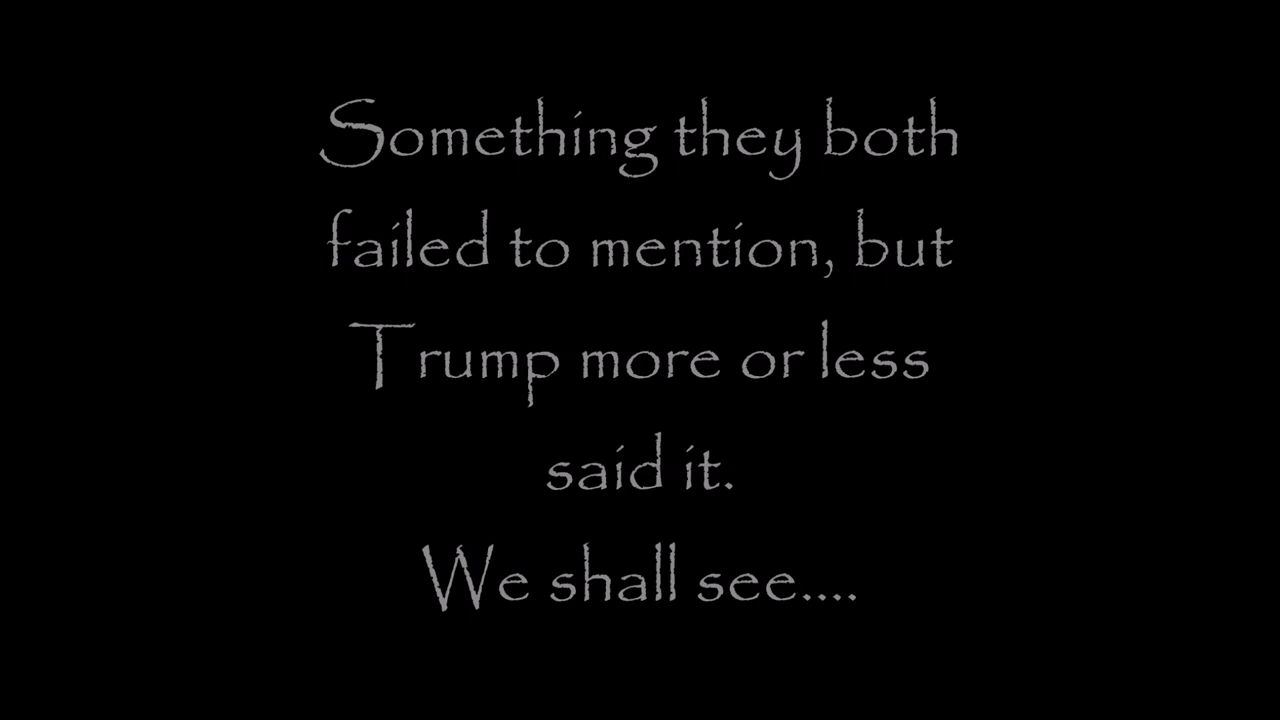 Something they both
failed to mention, but
Trump more or less
said it.
We shall see....